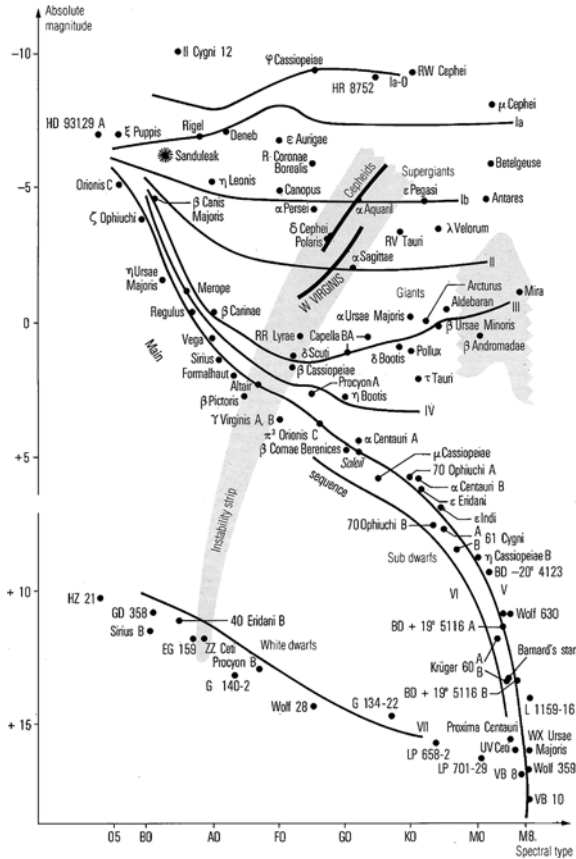 Absolute
magnitude
-10
II Cygni 12
φ Cassiopeiae
HR 8752
Ia-0
RW Cephei
μ Cephei
Ia
HD 93129 A
ξ Puppis
Rigel
Deneb
ε Aurigae
Sanduleak
R Coronae
Borealis
Cepheids
Supergiants
Betelgeuse
-5
Orionis C
η Leonis
Canopus
ε Pegasi
Ib
Antares
β Canis
Majoris
α Persei
α Aquarii
ζ Ophiuchi
δ Cephei
Polaris
RV Tauri
λ Velorum
α Sagittae
II
W VIRGINIS
η Ursae
Majoris
Merope
Giants
Arcturus
Aldebaran
Mira
III
Regulus
β Carinae
α Ursae Majoris
0
β Ursae Minoris
RR Lyrae
Capella BA
β Andromadae
Vega
δ Scuti
δ Bootis
Pollux
Main
Sirius
β Cassiopeiae
Formalhaut
Altair
Procyon A
τ Tauri
β Pictoris
η Bootis
IV
γ Virginis A, B
π³ Orionis C
α Centauri A
β Comae Berenices
+5
Soleil
μ Cassiopeiae
70 Ophiuchi A
sequence
α Centauri B
ε Eridani
ε Indi
70 Ophiuchi B
A
61 Cygni
B
Instability strip
Sub dwarfs
η Cassiopeiae B
BD -20° 4123
VI
V
+10
HZ 21
GD 358
40 Eridani B
Wolf 630
Sirius B
BD + 19° 5116 A
EG 159
ZZ Ceti
White dwarfs
Barnard's star
Procyon B
Krüger 60
A
B
G 140-2
BD + 19° 5116 B
Wolf 28
G 134-22
L 1159-16
+15
VII
Proxima Centauri
WX Ursae
Majoris
LP 658-2
UV Ceti
LP 701-29
VB 8
Wolf 359
VB 10
O5
B0
A0
F0
G0
K0
M0
M8.
Spectral type